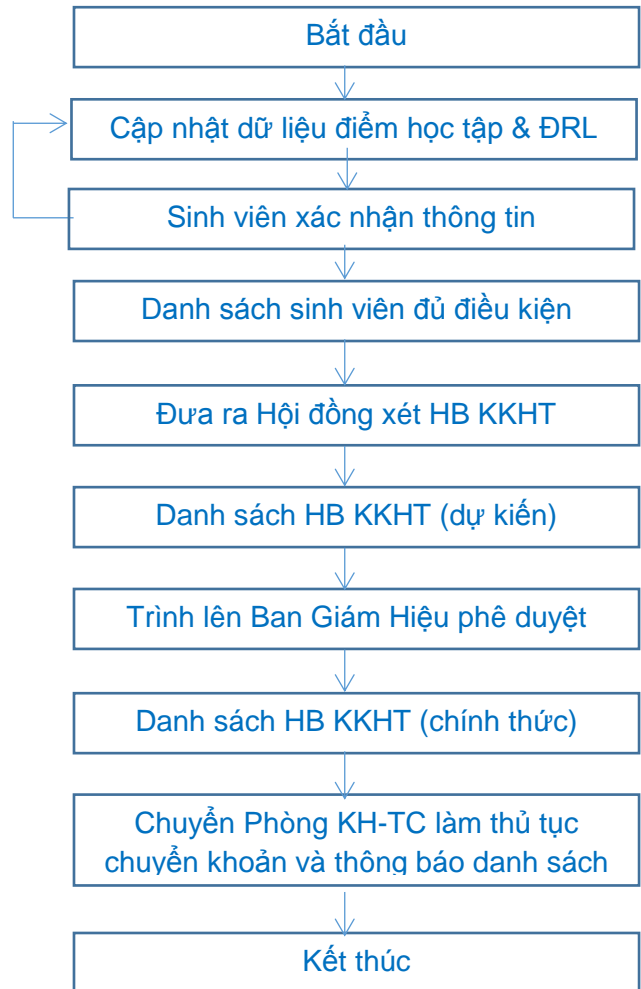 Bắt đầu
Cập nhật dữ liệu điểm học tập & ĐRL
Sinh viên xác nhận thông tin
Danh sách sinh viên đủ điều kiện
Đưa ra Hội đồng xét HB KKHT
Danh sách HB KKHT (dự kiến)
Trình lên Ban Giám Hiệu phê duyệt
Danh sách HB KKHT (chính thức)
Chuyển Phòng KH-TC làm thủ tục
chuyển khoản và thông báo danh sách
Kết thúc